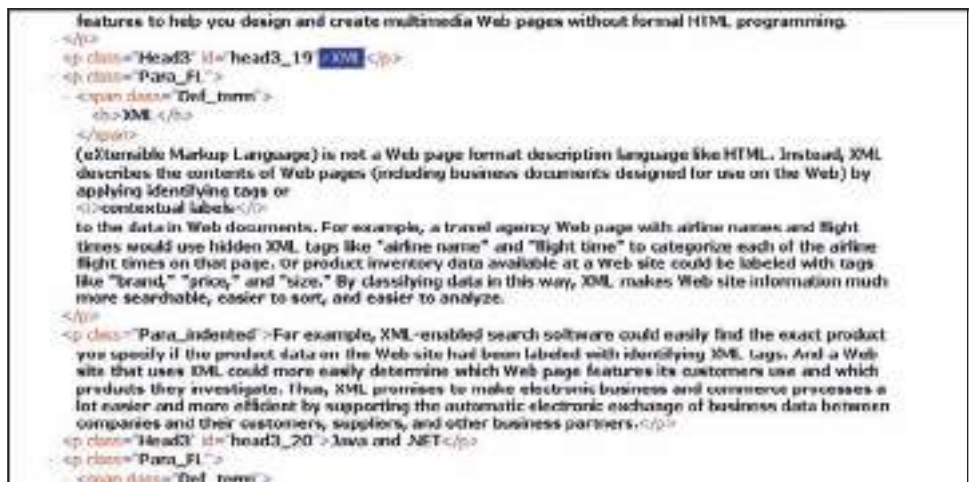 features to help you design and create multimedia Web pages without formal HTML programming.
</p>
<p class="Head3" id="head3_19">XML</p>
- <p class="Para_FL">
- <span class="Def_term">
<b>XML</b>
</span>
(eXtensible Markup Language) is not a Web page format description language like HTML. Instead, XML
describes the contents of Web pages (including business documents designed for use on the Web) by
applying identifying tags or
<i>contextual labels</i>
to the data in Web documents. For example, a travel agency Web page with airline names and flight
times would use hidden XML tags like "airline name" and "flight time" to categorize each of the airline
flight times on that page. Or product inventory data available at a Web site could be labeled with tags
like "brand," "price," and "size." By classifying data in this way, XML makes Web site information much
more searchable, easier to sort, and easier to analyze.
</p>
<p class="Para_indented">For example, XML-enabled search software could easily find the exact product
you specify if the product data on the Web site had been labeled with identifying XML tags. And a Web
site that uses XML could more easily determine which Web page features its customers use and which
products they investigate. Thus, XML promises to make electronic business and commerce processes a
lot easier and more efficient by supporting the automatic electronic exchange of business data between
companies and their customers, suppliers, and other business partners.</p>
<p class="Head3" id="head3_20">Java and .NET</p>
- <p class="Para_FL">
- <span class="Def_term">